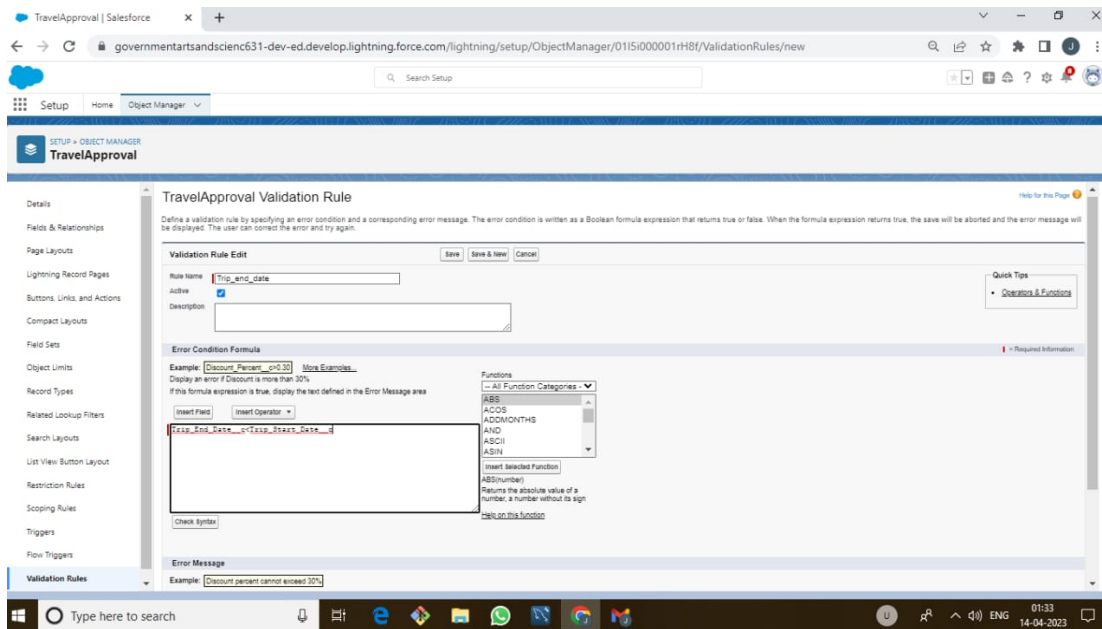 TravelApproval | Salesforce
governmentartsandscienc631-dev-ed.develop.lightning.force.com/lightning/setup/ObjectManager/01I5i000001rH8f/ValidationRules/new
J
Search Setup
Setup Home Object Manager
SETUP > OBJECT MANAGER
TravelApproval
Details
Fields & Relationships
Page Layouts
Lightning Record Pages
Buttons, Links, and Actions
Compact Layouts
Field Sets
Object Limits
Record Types
Related Lookup Filters
Search Layouts
List View Button Layout
Restriction Rules
Scoping Rules
Triggers
Flow Triggers
Validation Rules
TravelApproval Validation Rule
Help for this Page
Define a validation rule by specifying an error condition and a corresponding error message. The error condition is written as a Boolean formula expression that returns true or false. When the formula expression returns true, the save will be aborted and the error message will
be displayed. The user can correct the error and try again.
Validation Rule Edit Save Save & New Cancel
Rule Name Trip_end_date
Active
Description
Quick Tips
• Operators & Functions
Error Condition Formula = Required Information
Example: Discount_Percent__c>0.30 More Examples...
Display an error if Discount is more than 30%
If this formula expression is true, display the text defined in the Error Message area
Insert Field Insert Operator
Trip_End_Date__c<Trip_Start_Date__c
Check Syntax
Functions
-- All Function Categories -
ABS
ACOS
ADDMONTHS
AND
ASCII
ASIN
Insert Selected Function
ABS(number)
Returns the absolute value of a
number, a number without its sign
Help on this function
Error Message
Example: Discount percent cannot exceed 30%
Type here to search
U
ENG
01:33
14-04-2023